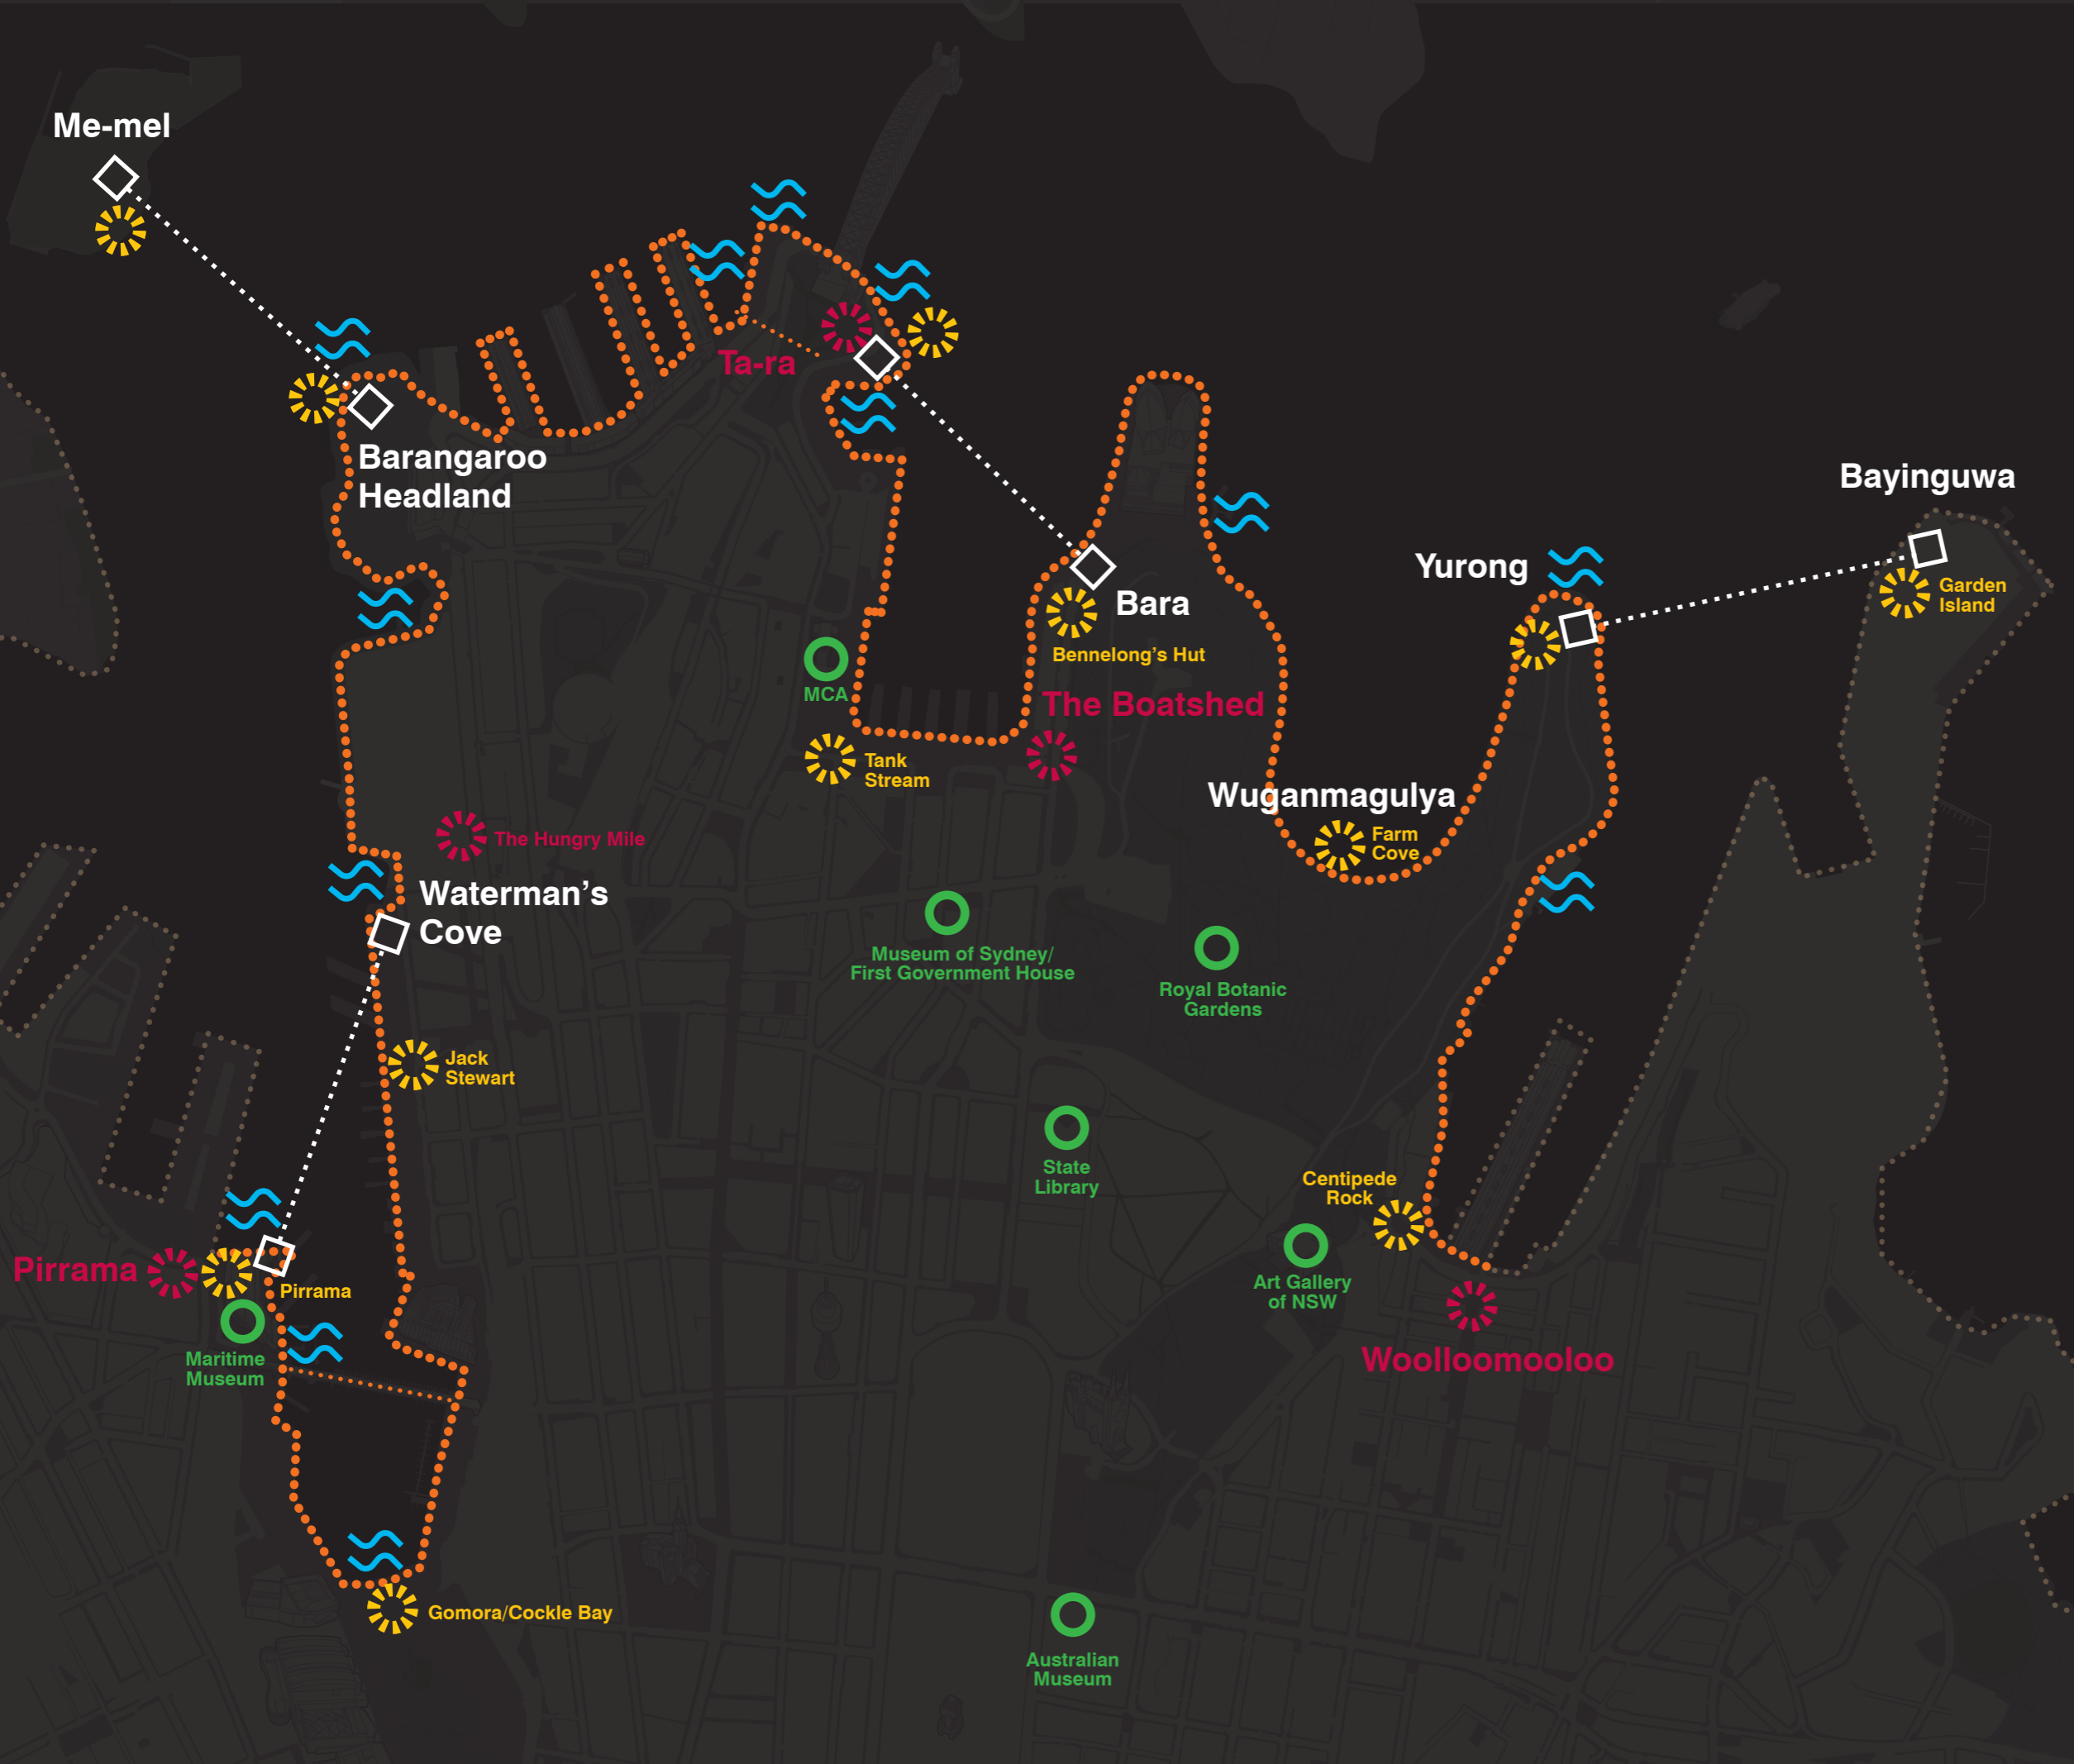 Me-mel
Ta-ra
Barangaroo
Headland
Bayinguwa
Yurong
Garden
Island
Bara
Bennelong’s Hut
MCA
The Boatshed
Tank
Stream
Wuganmagulya
Farm
Cove
The Hungry Mile
Waterman’s
Cove
Museum of Sydney/
First Government House
Royal Botanic
Gardens
Jack
Stewart
State
Library
Centipede
Rock
Pirrama
Pirrama
Art Gallery
of NSW
Maritime
Museum
Woolloomooloo
Gomora/Cockle Bay
Australian
Museum